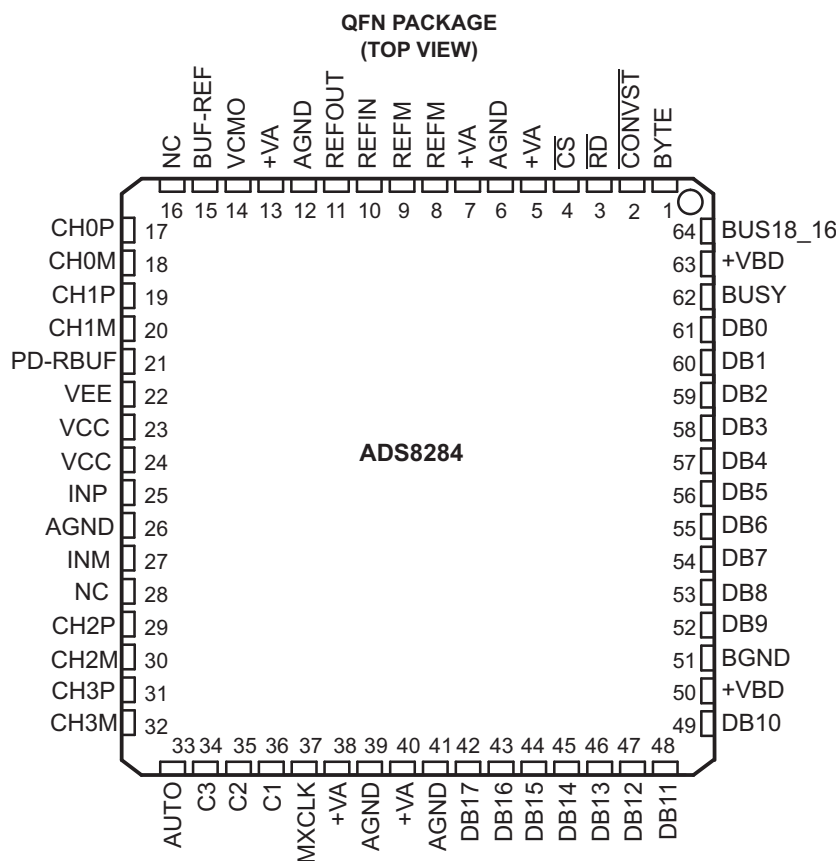 QFN PACKAGE
(TOP VIEW)
NC BUF-REF VCMO +VA AGND REFOUT REFIN REFM REFM +VA AGND +VA CS RD CONVST BYTE
16 15 14 13 12 11 10 9 8 7 6 5 4 3 2 1
CH0P 17
CH0M 18
CH1P 19
CH1M 20
PD-RBUF 21
VEE 22
VCC 23
VCC 24
INP 25
AGND 26
INM 27
NC 28
CH2P 29
CH2M 30
CH3P 31
CH3M 32
ADS8284
64 BUS18_16
63 +VBD
62 BUSY
61 DB0
60 DB1
59 DB2
58 DB3
57 DB4
56 DB5
55 DB6
54 DB7
53 DB8
52 DB9
51 BGND
50 +VBD
49 DB10
33 34 35 36 37 38 39 40 41 42 43 44 45 46 47 48
AUTO C3 C2 C1 MXCLK +VA AGND +VA AGND DB17 DB16 DB15 DB14 DB13 DB12 DB11